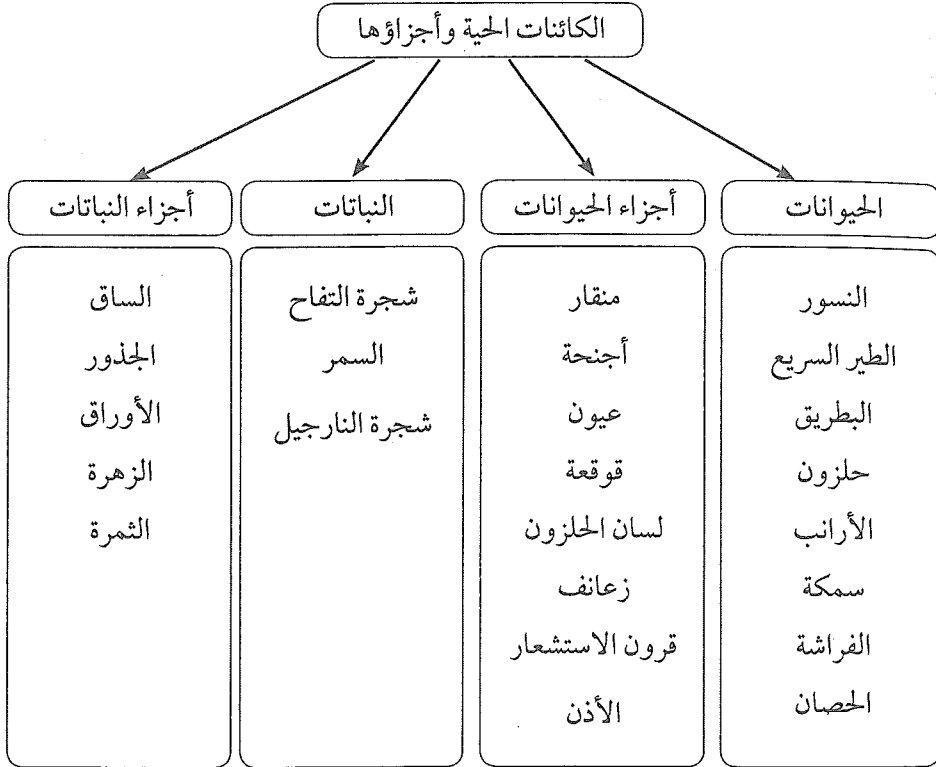 الكائنات الحية وأجزاؤها
الحيوانات
أجزاء الحيوانات
النباتات
أجزاء النباتات
النسور
الطير السريع
البطريق
حلزون
الأرانب
سمكة
الفراشة
الحصان
منقار
أجنحة
عيون
قوقعة
لسان الحلزون
زعانف
قرون الاستشعار
الأذن
شجرة التفاح
السمر
شجرة النارجيل
الساق
الجذور
الأوراق
الزهرة
الثمرة